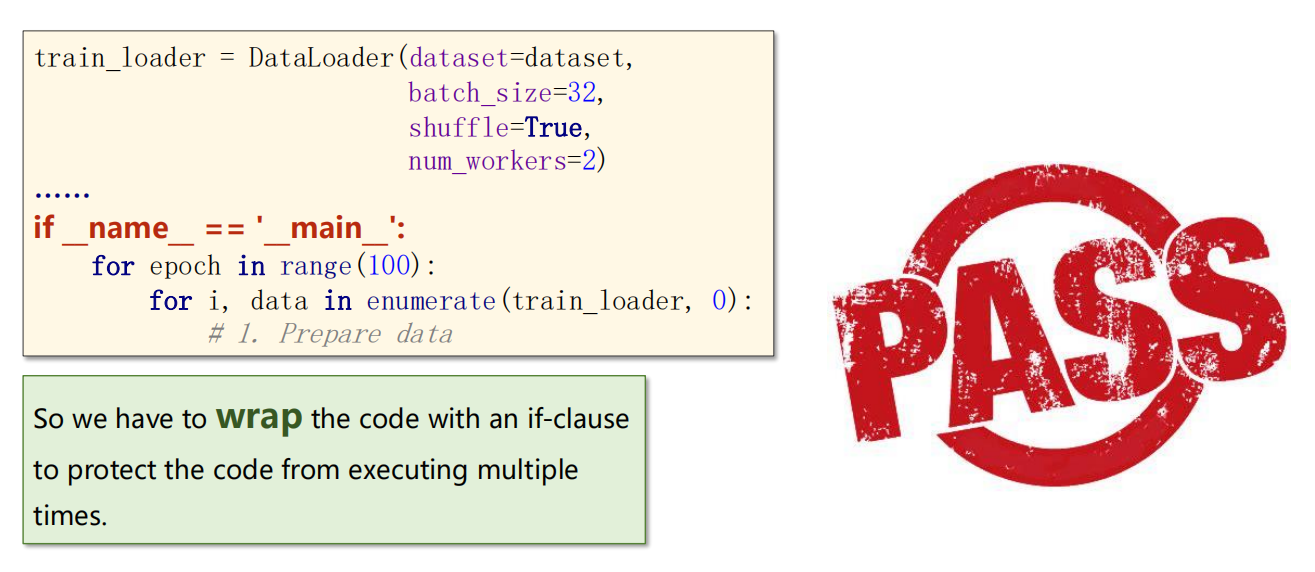 train_loader = DataLoader(dataset=dataset,
                          batch_size=32,
                          shuffle=True,
                          num_workers=2)
……
if __name__ == '__main__':
    for epoch in range(100):
        for i, data in enumerate(train_loader, 0):
            # 1. Prepare data
So we have to wrap the code with an if-clause
to protect the code from executing multiple
times.
PASS